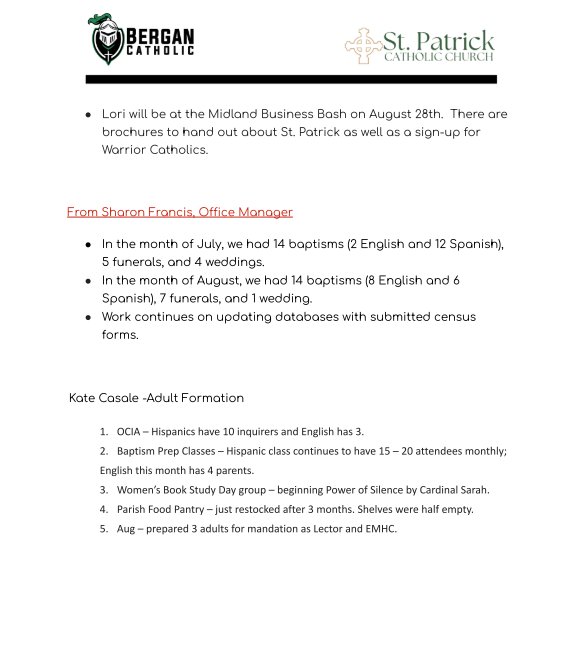 BERGAN
CATHOLIC
St. Patrick
CATHOLIC CHURCH
● Lori will be at the Midland Business Bash on August 28th.  There are
brochures to hand out about St. Patrick as well as a sign-up for
Warrior Catholics.
From Sharon Francis, Office Manager
● In the month of July, we had 14 baptisms (2 English and 12 Spanish),
5 funerals, and 4 weddings.
● In the month of August, we had 14 baptisms (8 English and 6
Spanish), 7 funerals, and 1 wedding.
● Work continues on updating databases with submitted census
forms.
Kate Casale -Adult Formation
1. OCIA – Hispanics have 10 inquirers and English has 3.
2. Baptism Prep Classes – Hispanic class continues to have 15 – 20 attendees monthly;
English this month has 4 parents.
3. Women's Book Study Day group – beginning Power of Silence by Cardinal Sarah.
4. Parish Food Pantry – just restocked after 3 months. Shelves were half empty.
5. Aug – prepared 3 adults for mandation as Lector and EMHC.